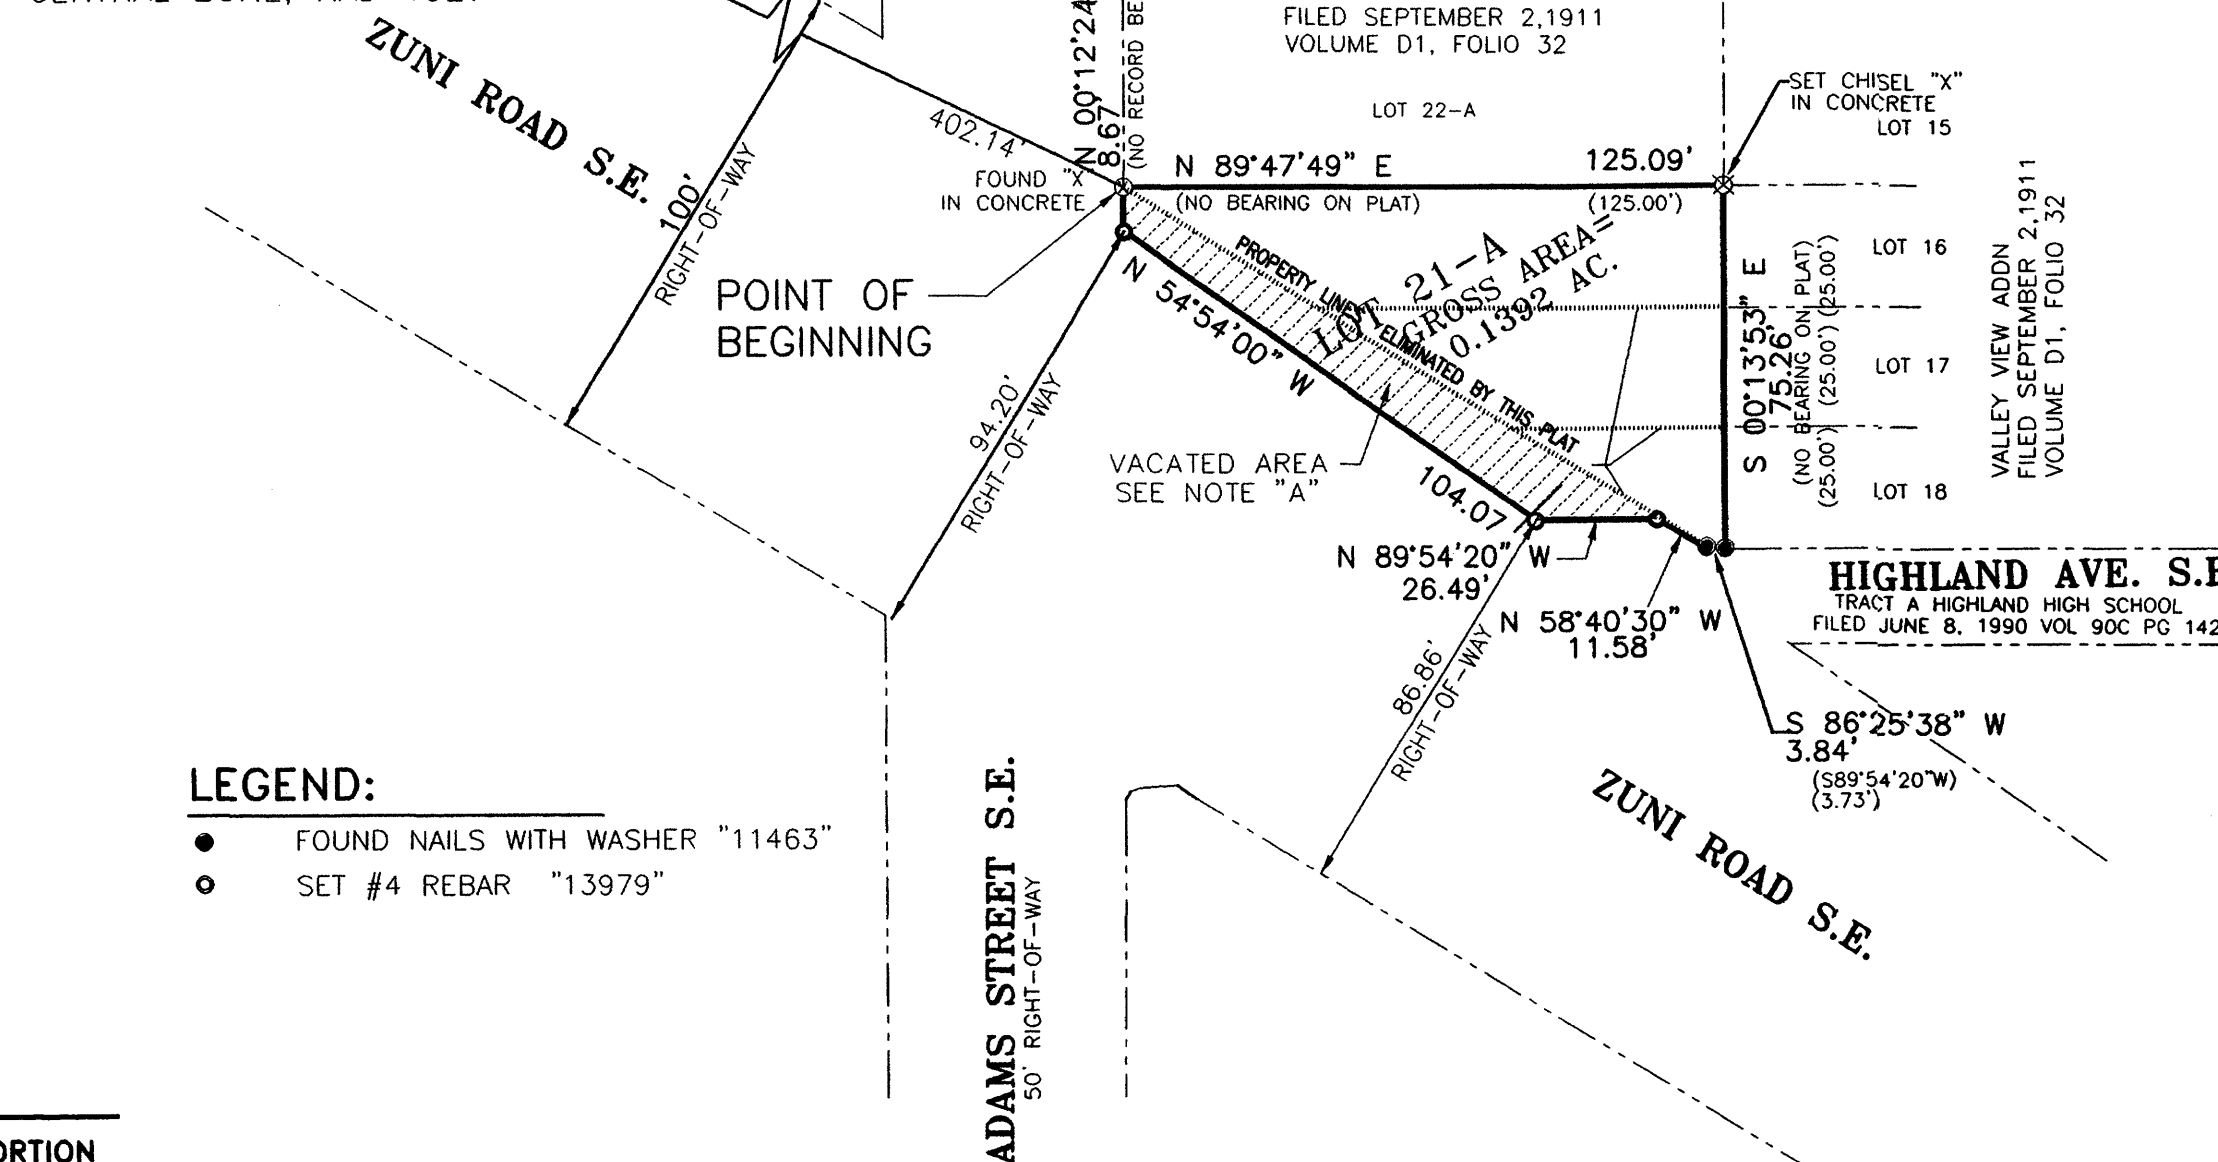 ZUNI ROAD S.E.
100'
RIGHT-OF-WAY
402.14'
N 00°12'24
8.67
FILED SEPTEMBER 2,1911
VOLUME D1, FOLIO 32
LOT 22-A
SET CHISEL "X"
IN CONCRETE
LOT 15
FOUND "X"
IN CONCRETE
N 89°47'49" E 125.09'
(NO BEARING ON PLAT) (125.00')
POINT OF
BEGINNING
PROPERTY LINES ELIMINATED BY THIS PLAT
LOT 21-A
GROSS AREA=
0.1392 AC.
N 54°54'00" W
104.07'
94.20'
RIGHT-OF-WAY
VACATED AREA
SEE NOTE "A"
S 00°13'53" E
75.26'
(NO BEARING ON PLAT)
(25.00') (25.00') (25.00')
LOT 16
LOT 17
LOT 18
VALLEY VIEW ADDN
FILED SEPTEMBER 2,1911
VOLUME D1, FOLIO 32
N 89°54'20" W
26.49'
N 58°40'30" W
11.58'
HIGHLAND AVE. S.E
TRACT A HIGHLAND HIGH SCHOOL
FILED JUNE 8, 1990 VOL 90C PG 142
86.86'
RIGHT-OF-WAY
S 86°25'38" W
3.84'
(S89°54'20"W)
(3.73')
ZUNI ROAD S.E.
LEGEND:
FOUND NAILS WITH WASHER "11463"
SET #4 REBAR "13979"
ADAMS STREET S.E.
50' RIGHT-OF-WAY
ORTION